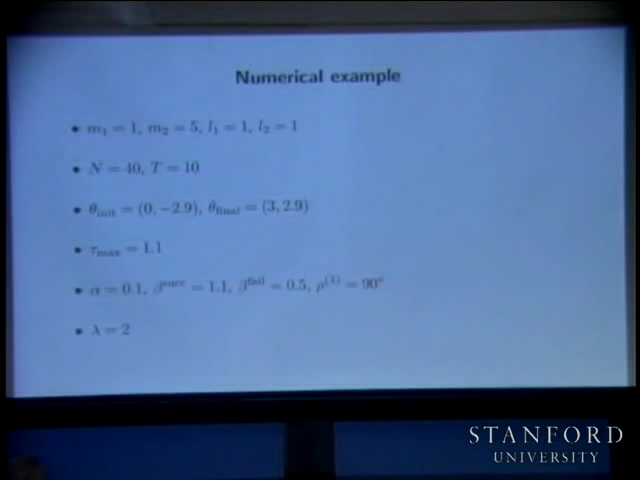 Numerical example
• m₁ = 1, m₂ = 5, l₁ = 1, l₂ = 1
• N = 40, T = 10
• θ_init = (0, −2.9), θ_final = (3, 2.9)
• τ_max = 1.1
• α = 0.1, β^succ = 1.1, β^fail = 0.5, ρ^(1) = 90°
• λ = 2
STANFORD
UNIVERSITY